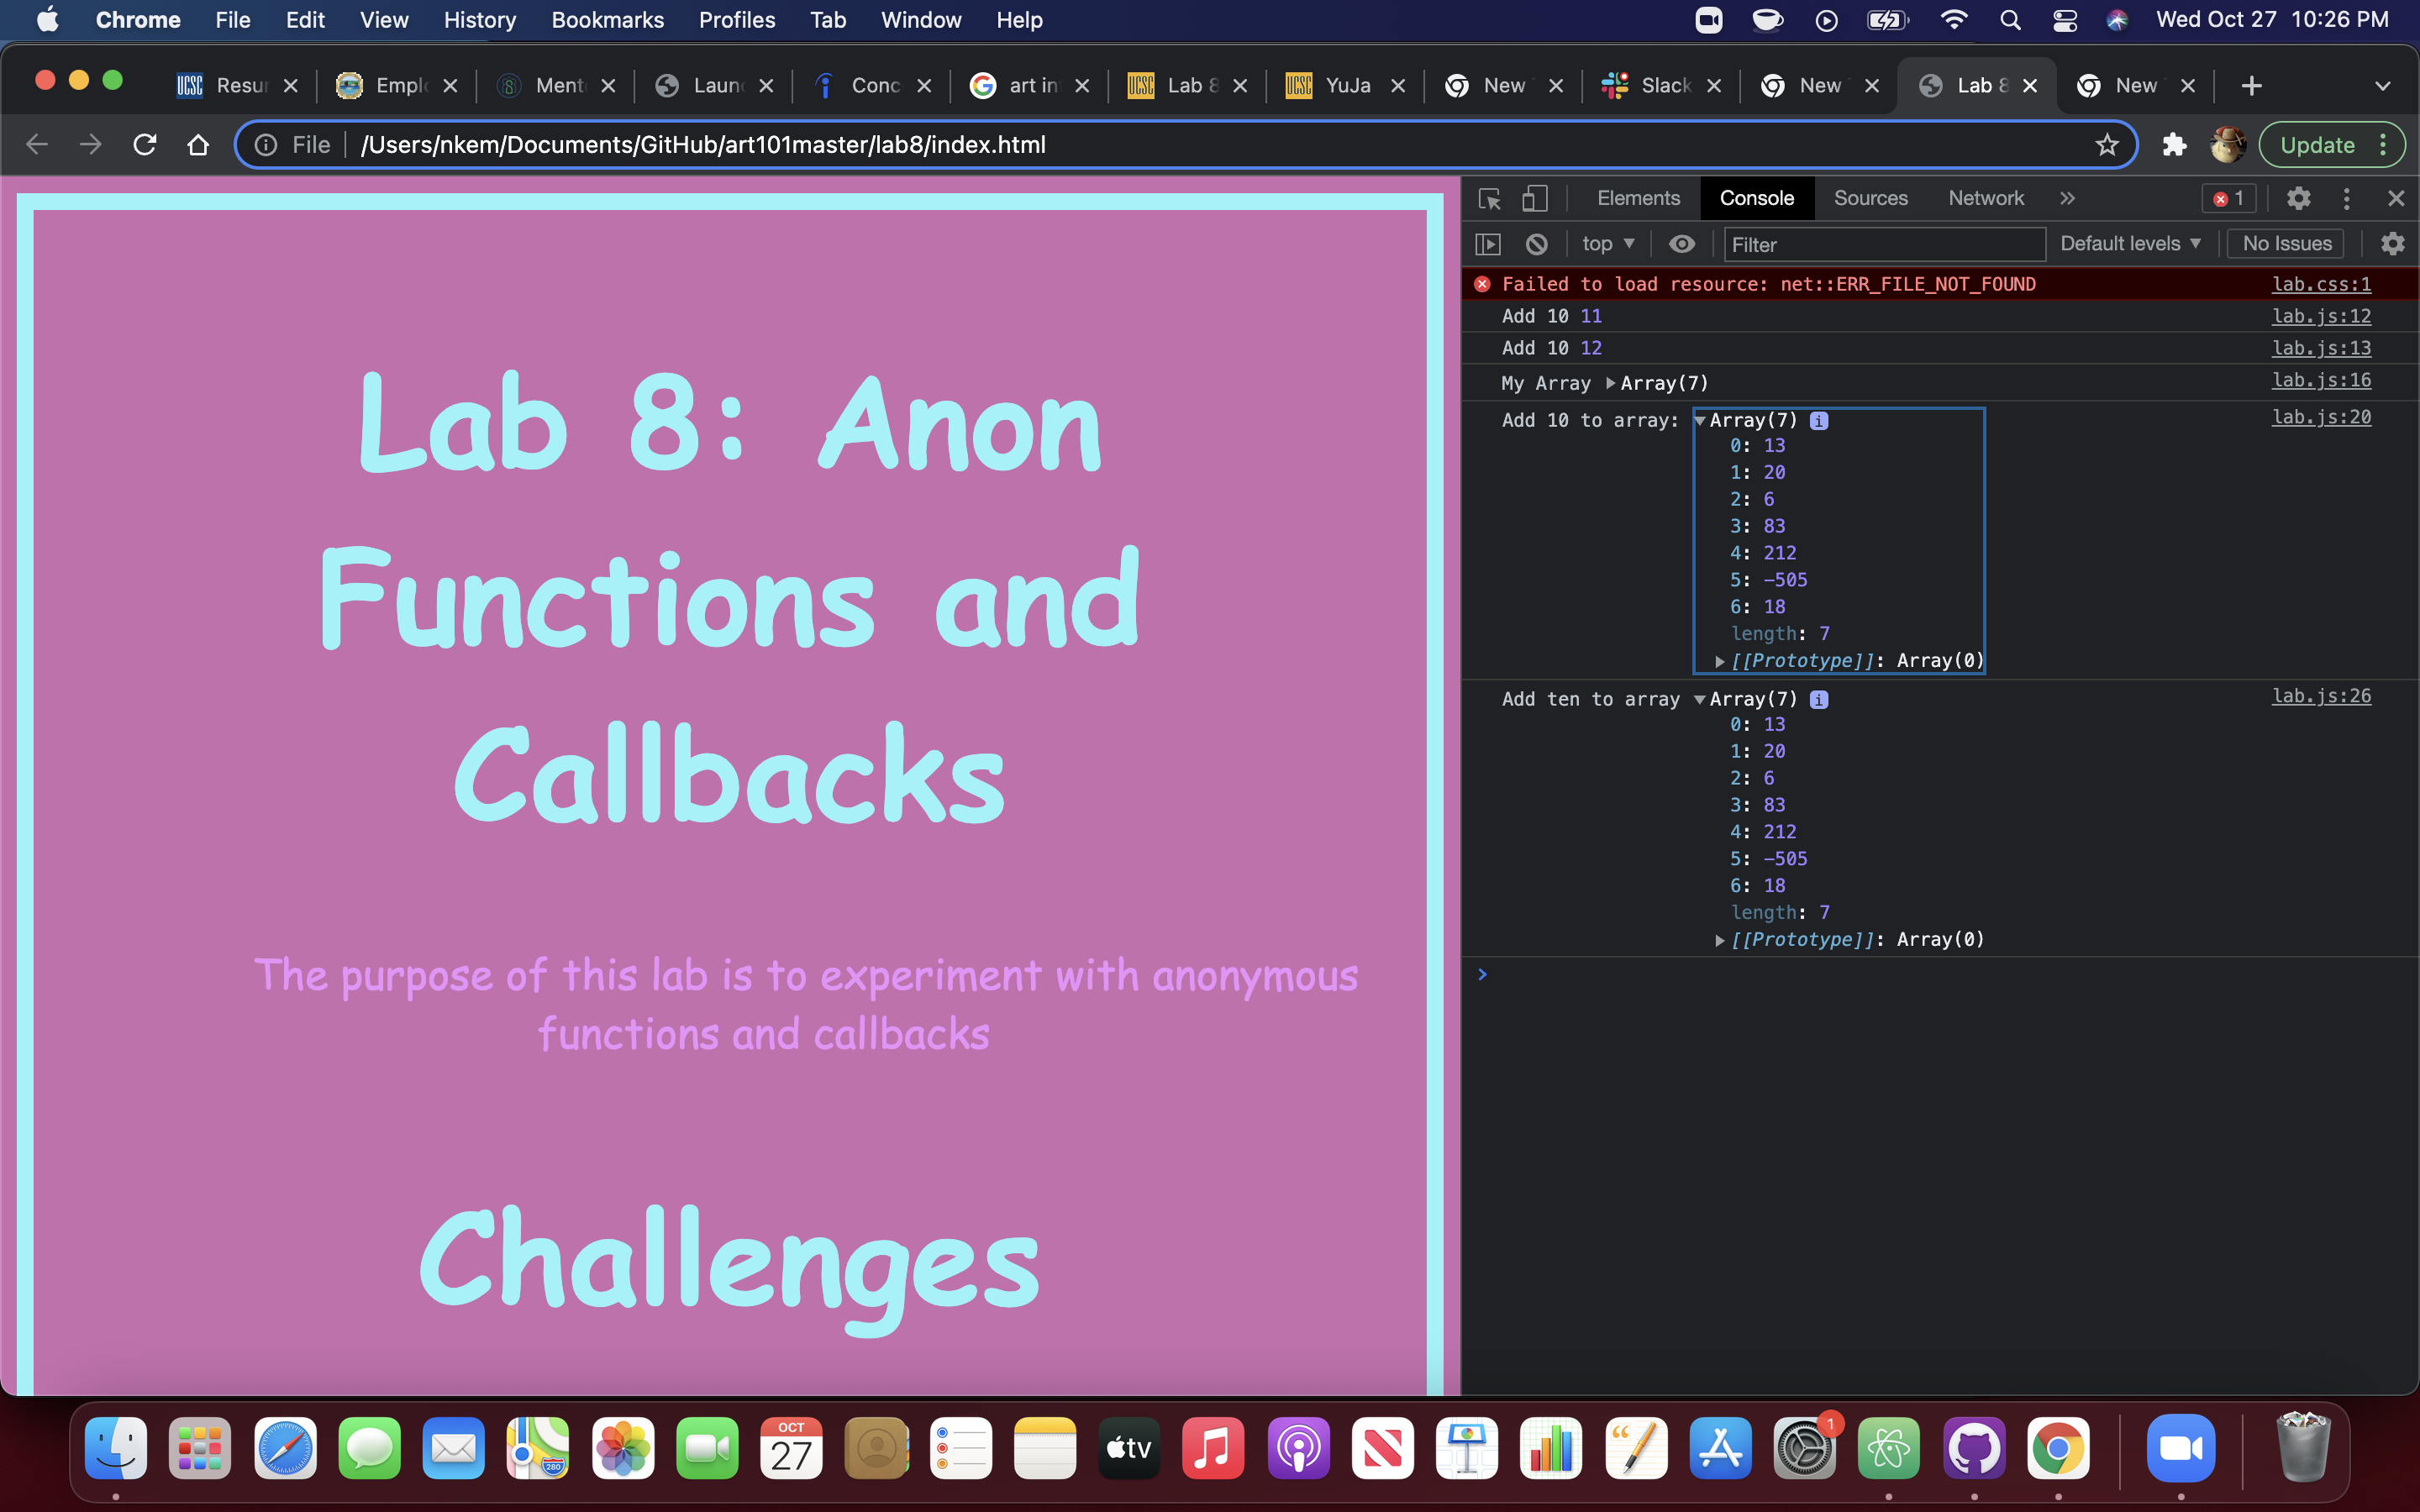 Chrome File Edit View History Bookmarks Profiles Tab Window Help Wed Oct 27 10:26 PM
UCSC Resur Emplo 8 Mento Launc Conc art in UCSC Lab 8 UCSC YuJa New Slack New Lab 8 New
File /Users/nkem/Documents/GitHub/art101master/lab8/index.html Update
Lab 8: Anon
Functions and
Callbacks
The purpose of this lab is to experiment with anonymous
functions and callbacks
Challenges
Elements Console Sources Network 1
top Filter Default levels No Issues
Failed to load resource: net::ERR_FILE_NOT_FOUND lab.css:1
Add 10 11 lab.js:12
Add 10 12 lab.js:13
My Array Array(7) lab.js:16
Add 10 to array: Array(7) i lab.js:20
0: 13
1: 20
2: 6
3: 83
4: 212
5: -505
6: 18
length: 7
[[Prototype]]: Array(0)
Add ten to array Array(7) i lab.js:26
0: 13
1: 20
2: 6
3: 83
4: 212
5: -505
6: 18
length: 7
[[Prototype]]: Array(0)
280 OCT 27 tv 1